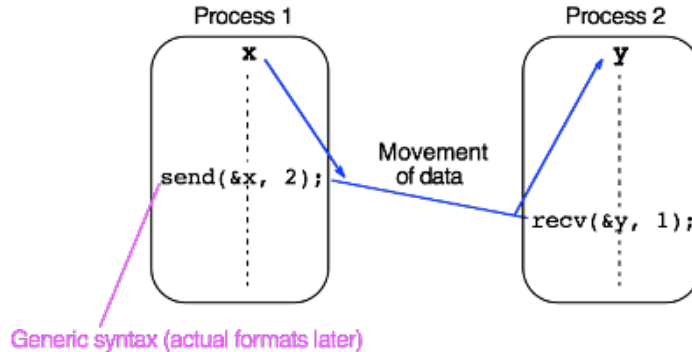 Process 1
Process 2
x
y
Movement
of data
send(&x, 2);
recv(&y, 1);
Generic syntax (actual formats later)